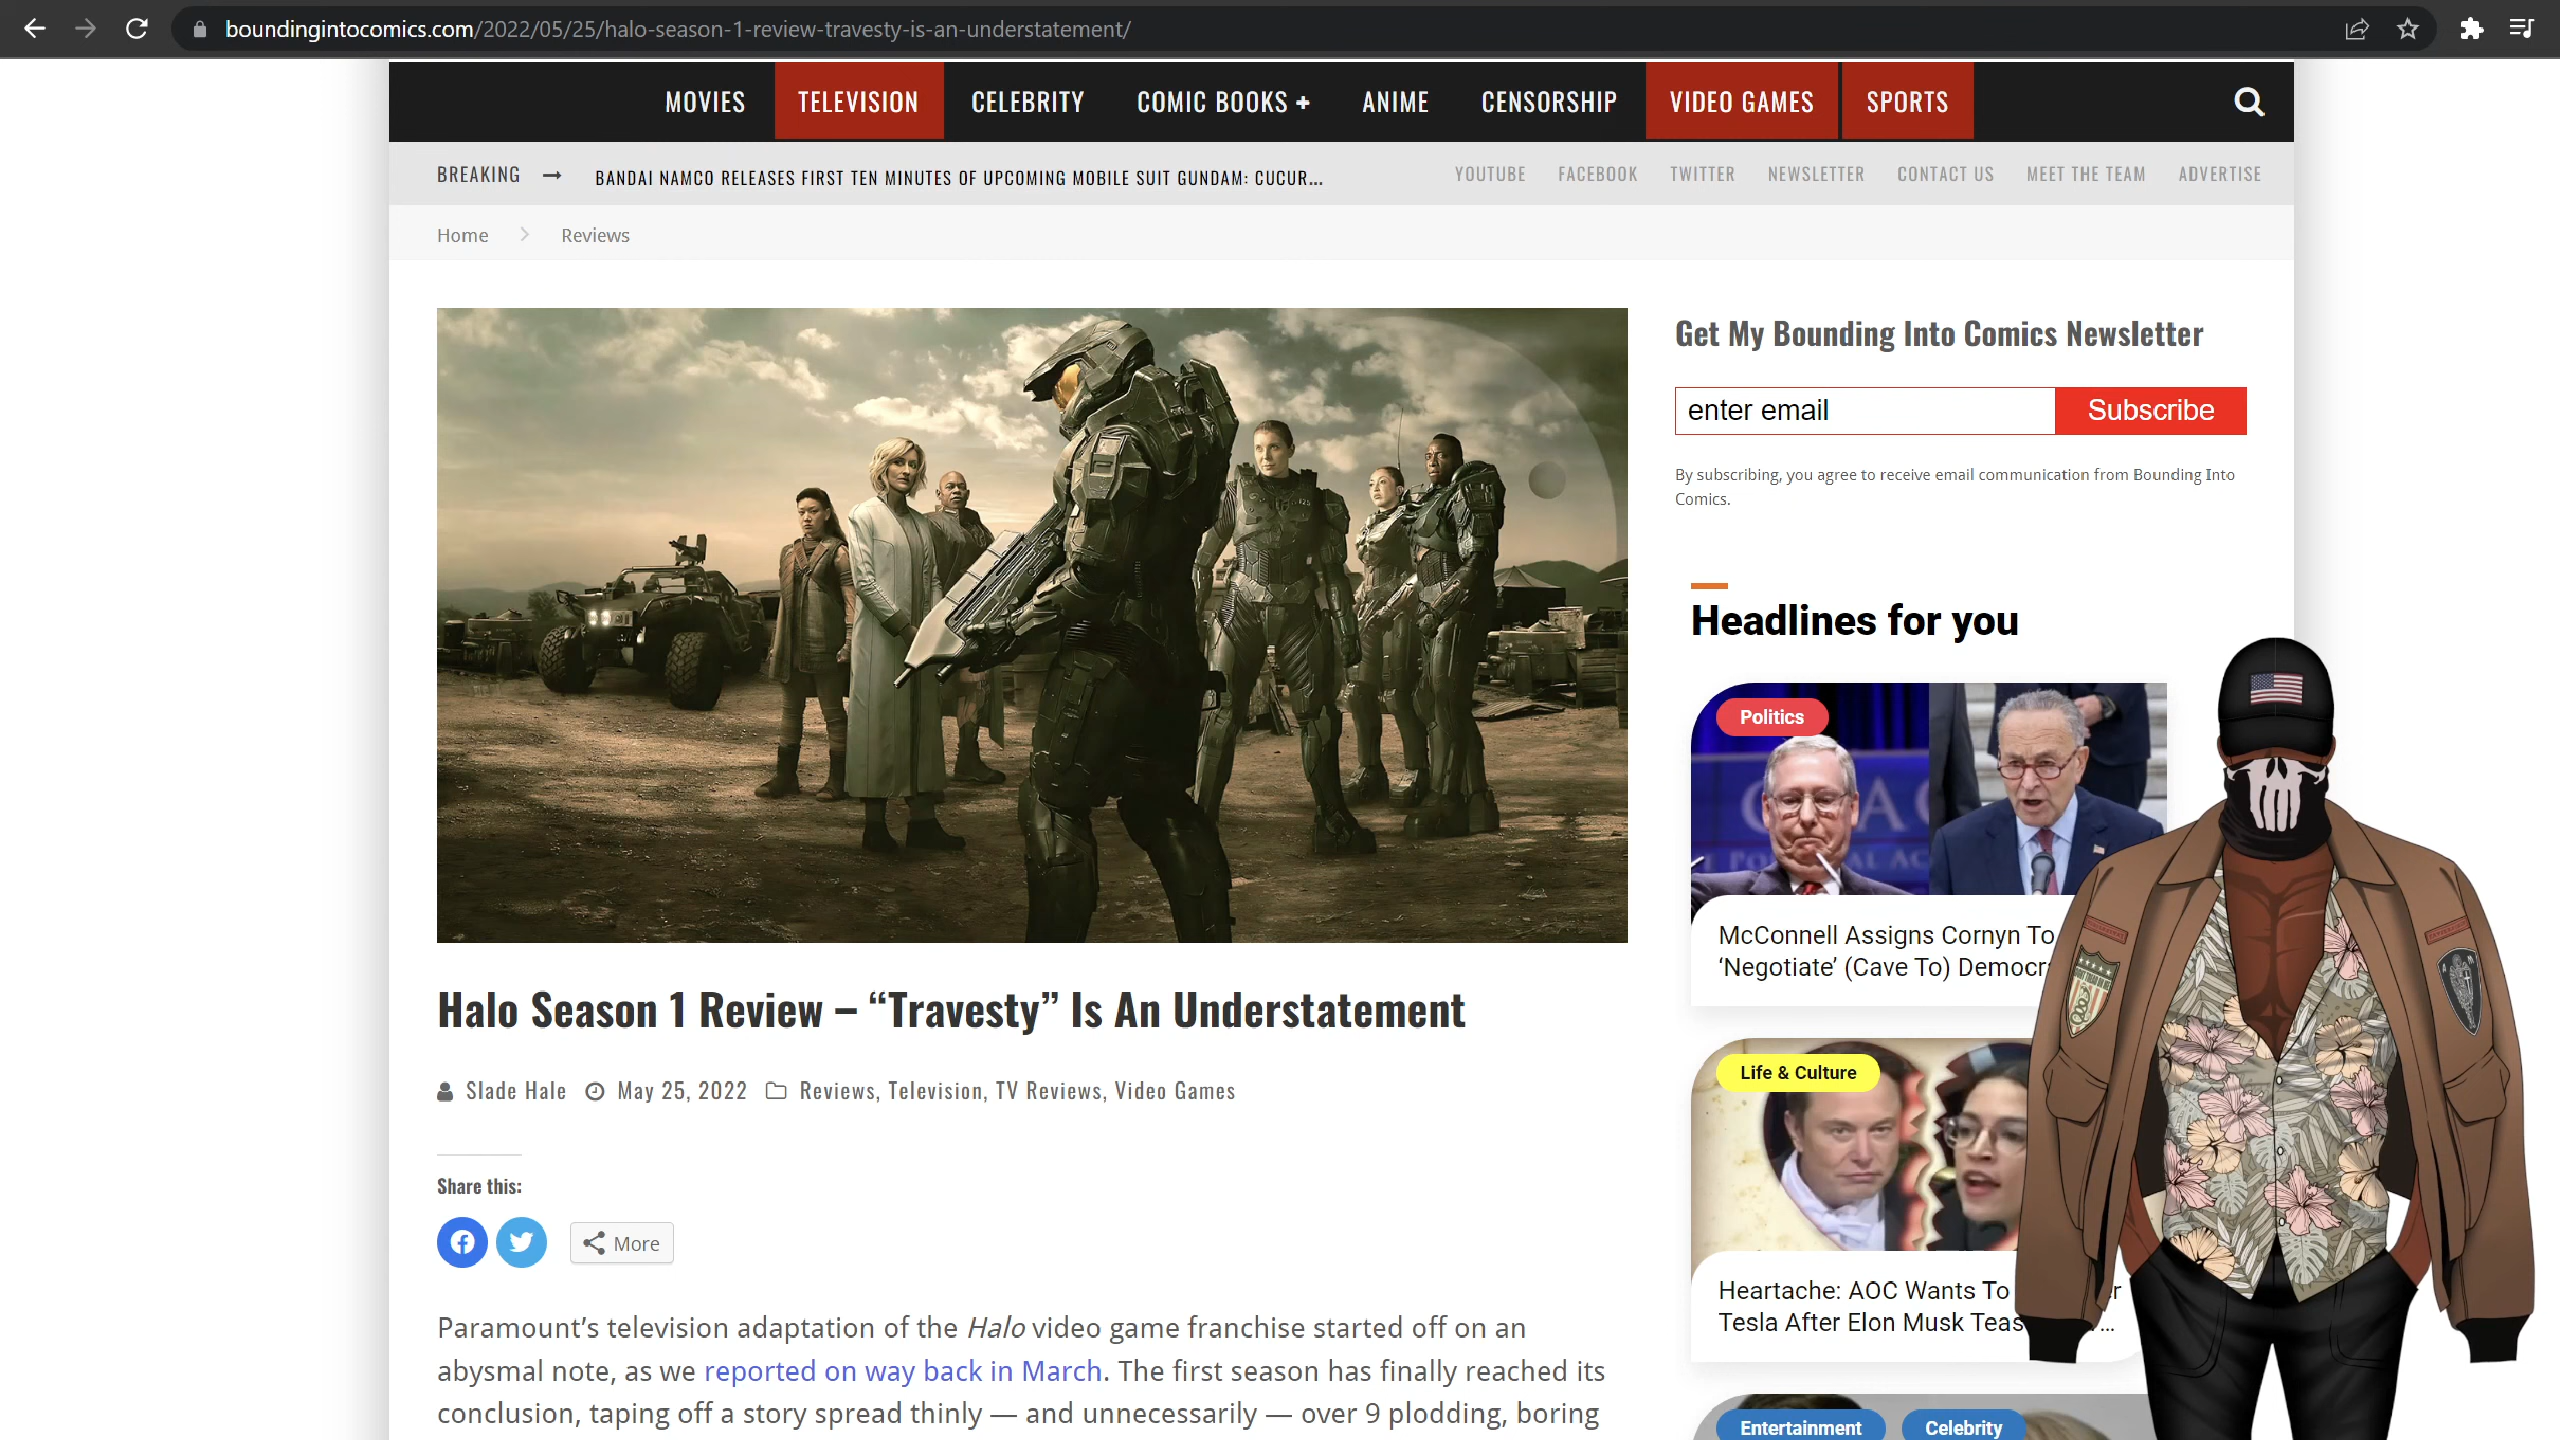 boundingintocomics.com/2022/05/25/halo-season-1-review-travesty-is-an-understatement/
MOVIES TELEVISION CELEBRITY COMIC BOOKS + ANIME CENSORSHIP VIDEO GAMES SPORTS
BREAKING → BANDAI NAMCO RELEASES FIRST TEN MINUTES OF UPCOMING MOBILE SUIT GUNDAM: CUCUR... YOUTUBE FACEBOOK TWITTER NEWSLETTER CONTACT US MEET THE TEAM ADVERTISE
Home > Reviews
Halo Season 1 Review – “Travesty” Is An Understatement
Slade Hale May 25, 2022 Reviews, Television, TV Reviews, Video Games
Share this:
More
Paramount’s television adaptation of the Halo video game franchise started off on an
abysmal note, as we reported on way back in March. The first season has finally reached its
conclusion, taping off a story spread thinly — and unnecessarily — over 9 plodding, boring
Get My Bounding Into Comics Newsletter
enter email Subscribe
By subscribing, you agree to receive email communication from Bounding Into
Comics.
Headlines for you
Politics
McConnell Assigns Cornyn To
‘Negotiate’ (Cave To) Democr
Life & Culture
Heartache: AOC Wants To
Tesla After Elon Musk Teas ...
Entertainment Celebrity